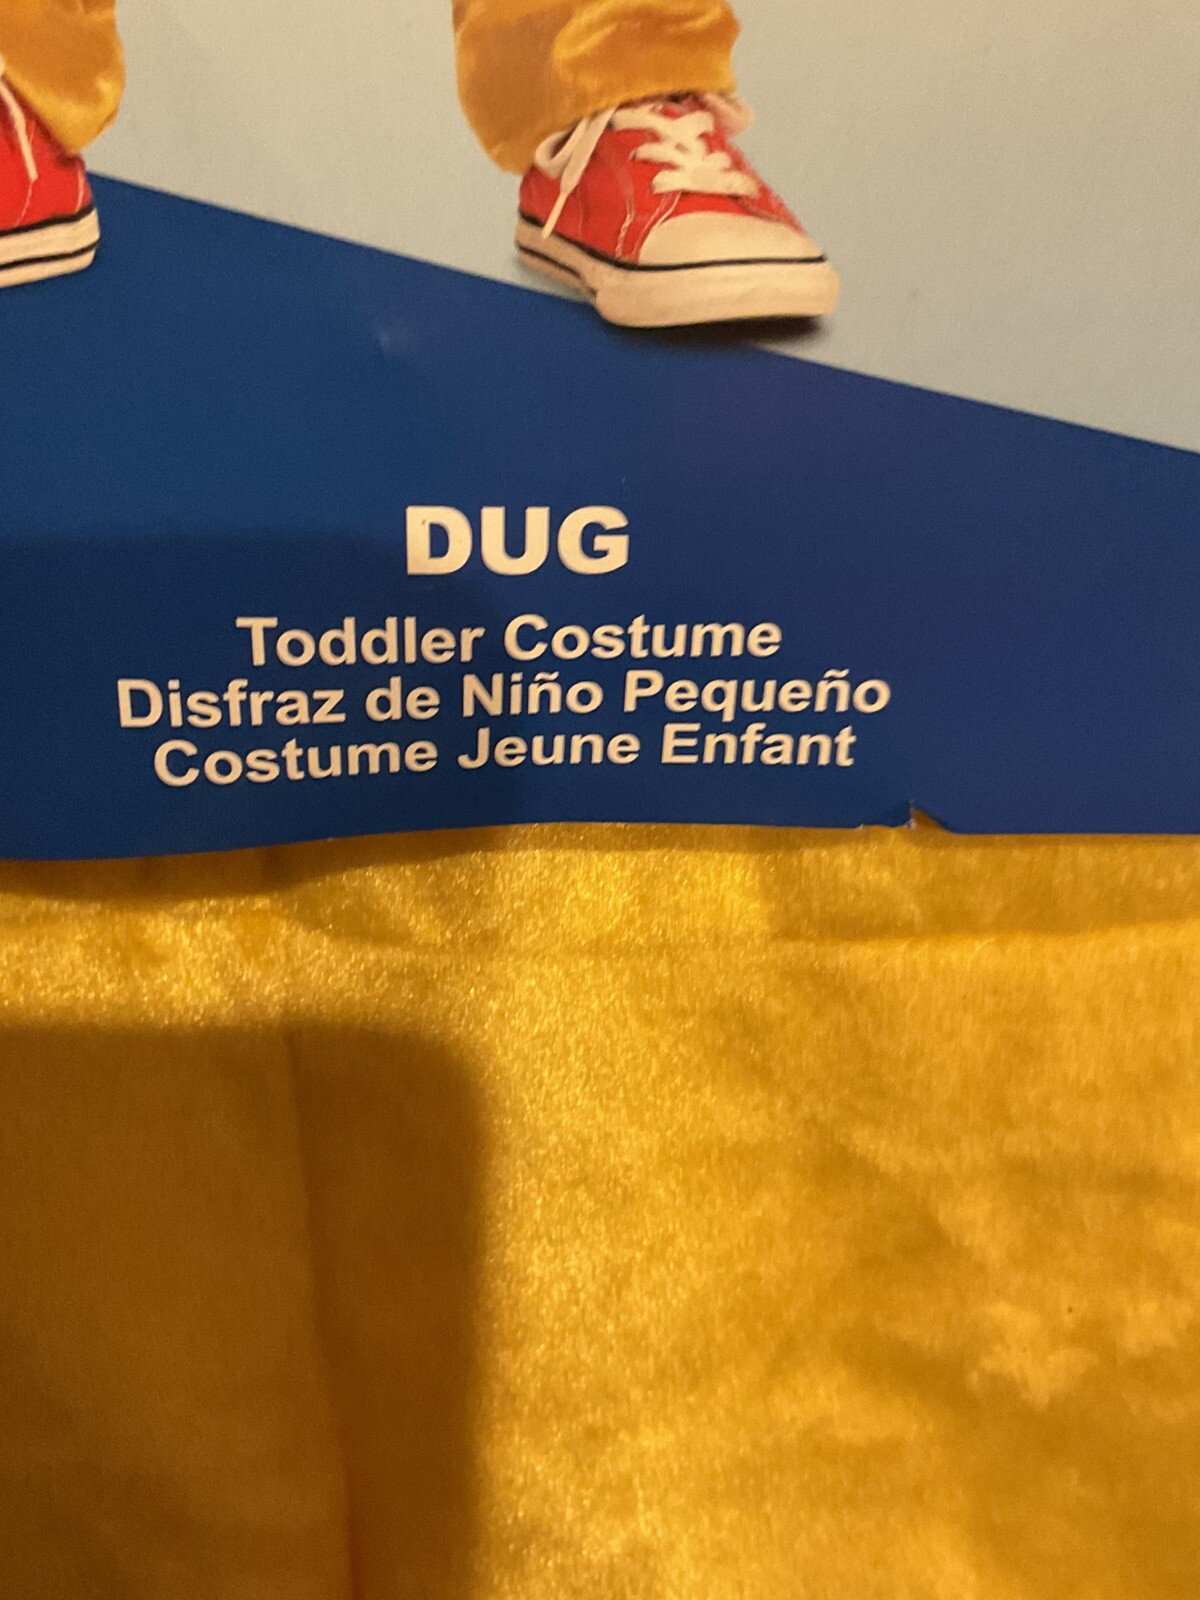 DUG
Toddler Costume
Disfraz de Niño Pequeño
Costume Jeune Enfant